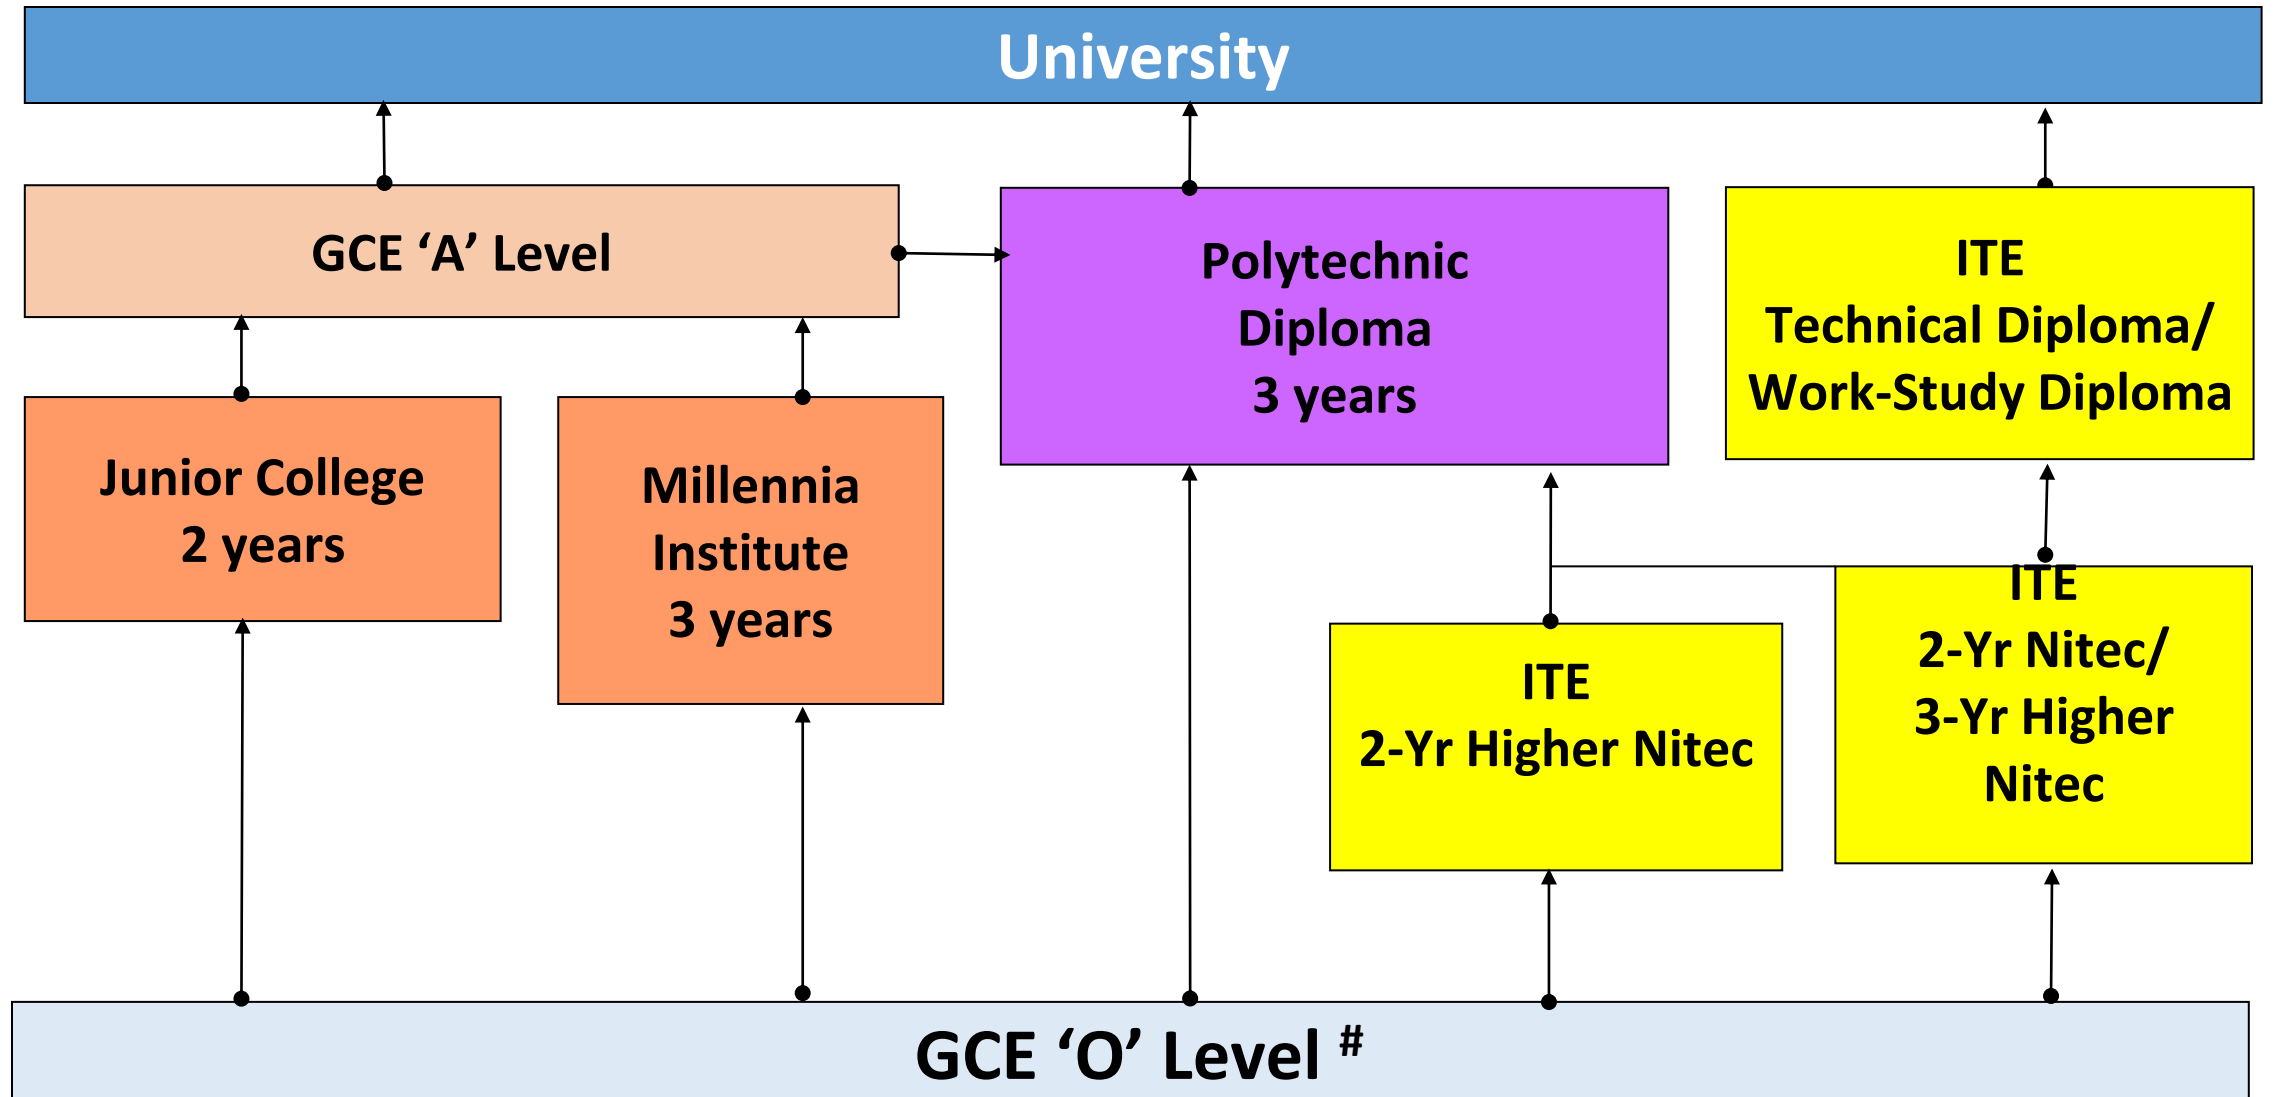 University
GCE ‘A’ Level
Polytechnic
Diploma
3 years
ITE
Technical Diploma/
Work-Study Diploma
Junior College
2 years
Millennia
Institute
3 years
ITE
2-Yr Higher Nitec
ITE
2-Yr Nitec/
3-Yr Higher
Nitec
GCE ‘O’ Level #